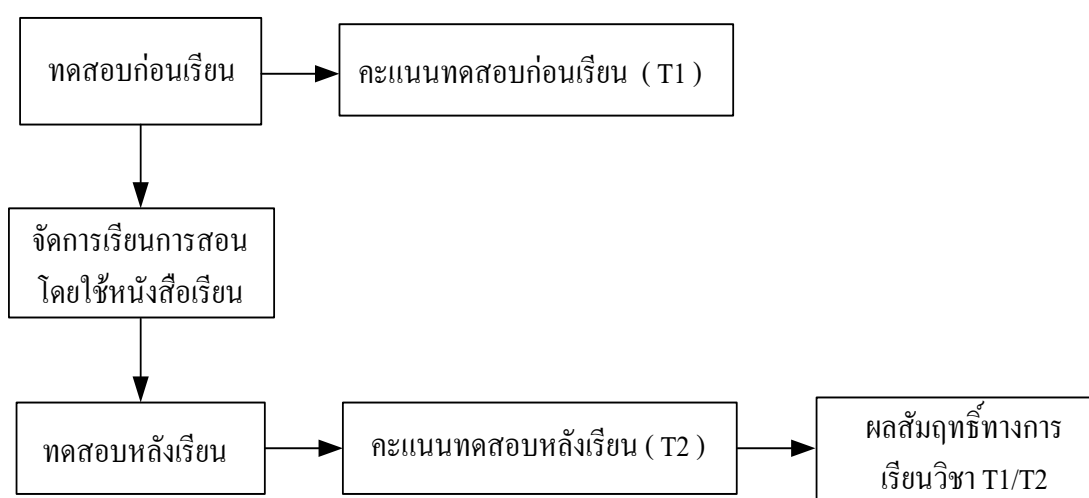 ทดสอบก่อนเรียน
คะแนนทดสอบก่อนเรียน ( T1 )
จัดการเรียนการสอน
โดยใช้หนังสือเรียน
ทดสอบหลังเรียน
คะแนนทดสอบหลังเรียน ( T2 )
ผลสัมฤทธิ์ทางการ
เรียนวิชา T1/T2